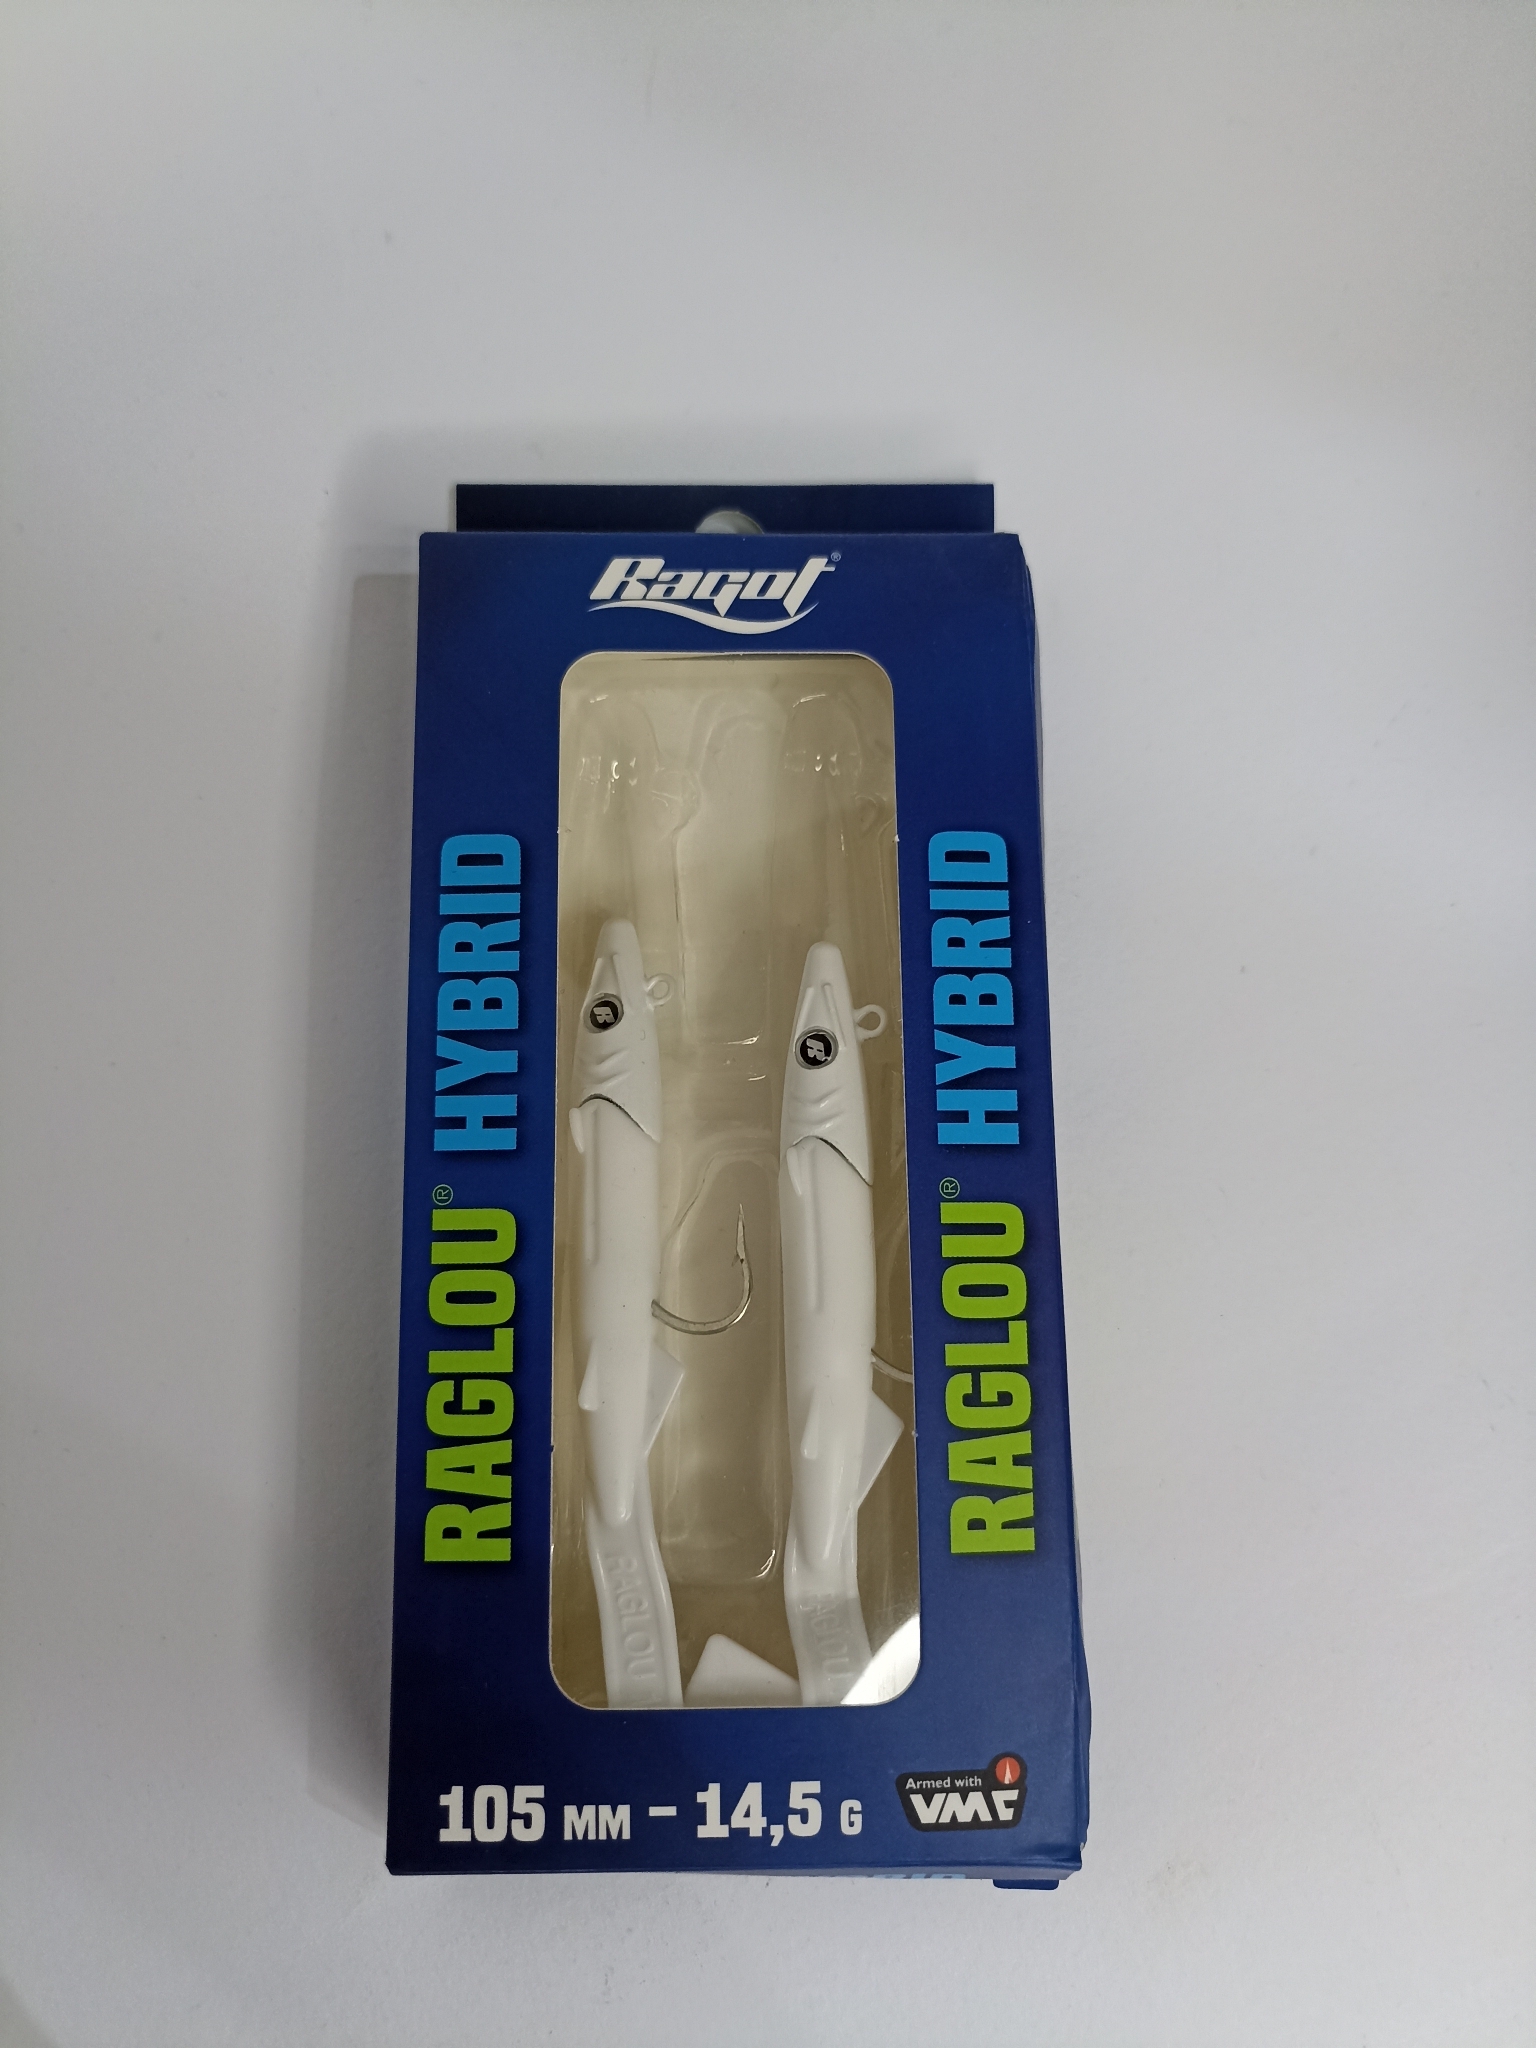 Ragot®
RAGLOU® HYBRID
RAGLOU® HYBRID
R
R
RAGLOU
RAGLOU
105 MM - 14,5 G
Armed with
VMC